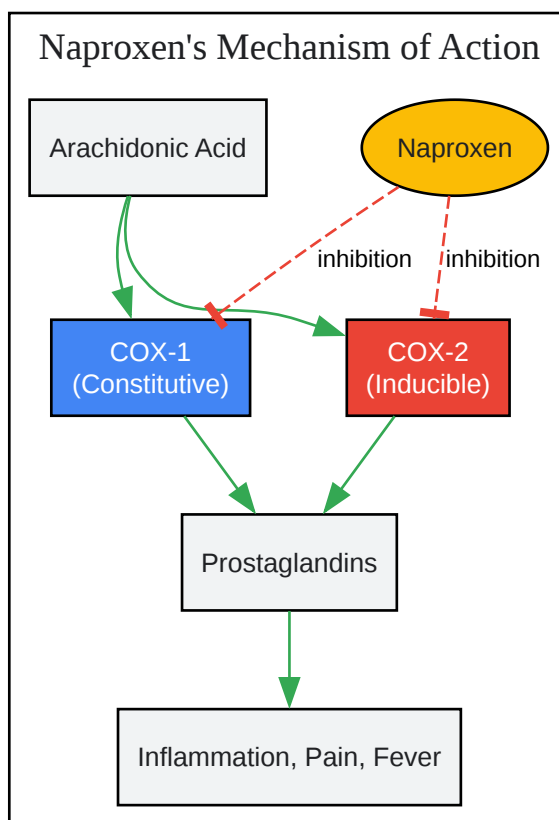 Naproxen's Mechanism of Action
Arachidonic Acid
Naproxen
inhibition
inhibition
COX-1
(Constitutive)
COX-2
(Inducible)
Prostaglandins
Inflammation, Pain, Fever